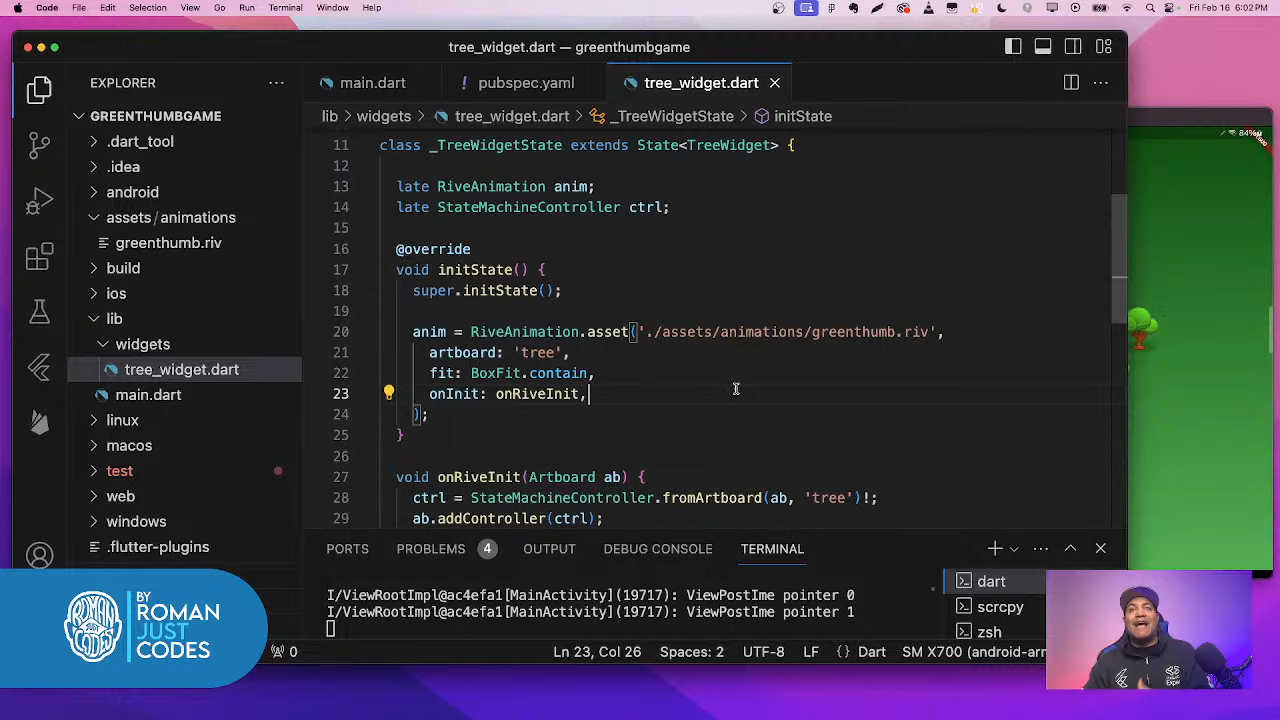 Code File Edit Selection View Go Run Terminal Window Help
Fri Feb 16 6:02 PM
tree_widget.dart — greenthumbgame
EXPLORER
main.dart
! pubspec.yaml
tree_widget.dart
84%
GREENTHUMBGAME
.dart_tool
.idea
android
assets/animations
greenthumb.riv
build
ios
lib
widgets
tree_widget.dart
main.dart
linux
macos
test
web
windows
.flutter-plugins
lib > widgets > tree_widget.dart > _TreeWidgetState > initState
11 class _TreeWidgetState extends State<TreeWidget> {
12
13 late RiveAnimation anim;
14 late StateMachineController ctrl;
15
16 @override
17 void initState() {
18 super.initState();
19
20 anim = RiveAnimation.asset('./assets/animations/greenthumb.riv',
21 artboard: 'tree',
22 fit: BoxFit.contain,
23 onInit: onRiveInit,
24 );
25 }
26
27 void onRiveInit(Artboard ab) {
28 ctrl = StateMachineController.fromArtboard(ab, 'tree')!;
29 ab.addController(ctrl);
PORTS PROBLEMS 4 OUTPUT DEBUG CONSOLE TERMINAL
I/ViewRootImpl@ac4efa1[MainActivity](19717): ViewPostIme pointer 0
I/ViewRootImpl@ac4efa1[MainActivity](19717): ViewPostIme pointer 1
dart
scrcpy
zsh
0 Ln 23, Col 26 Spaces: 2 UTF-8 LF {} Dart SM X700 (android-arm
BY
ROMAN
JUST
CODES